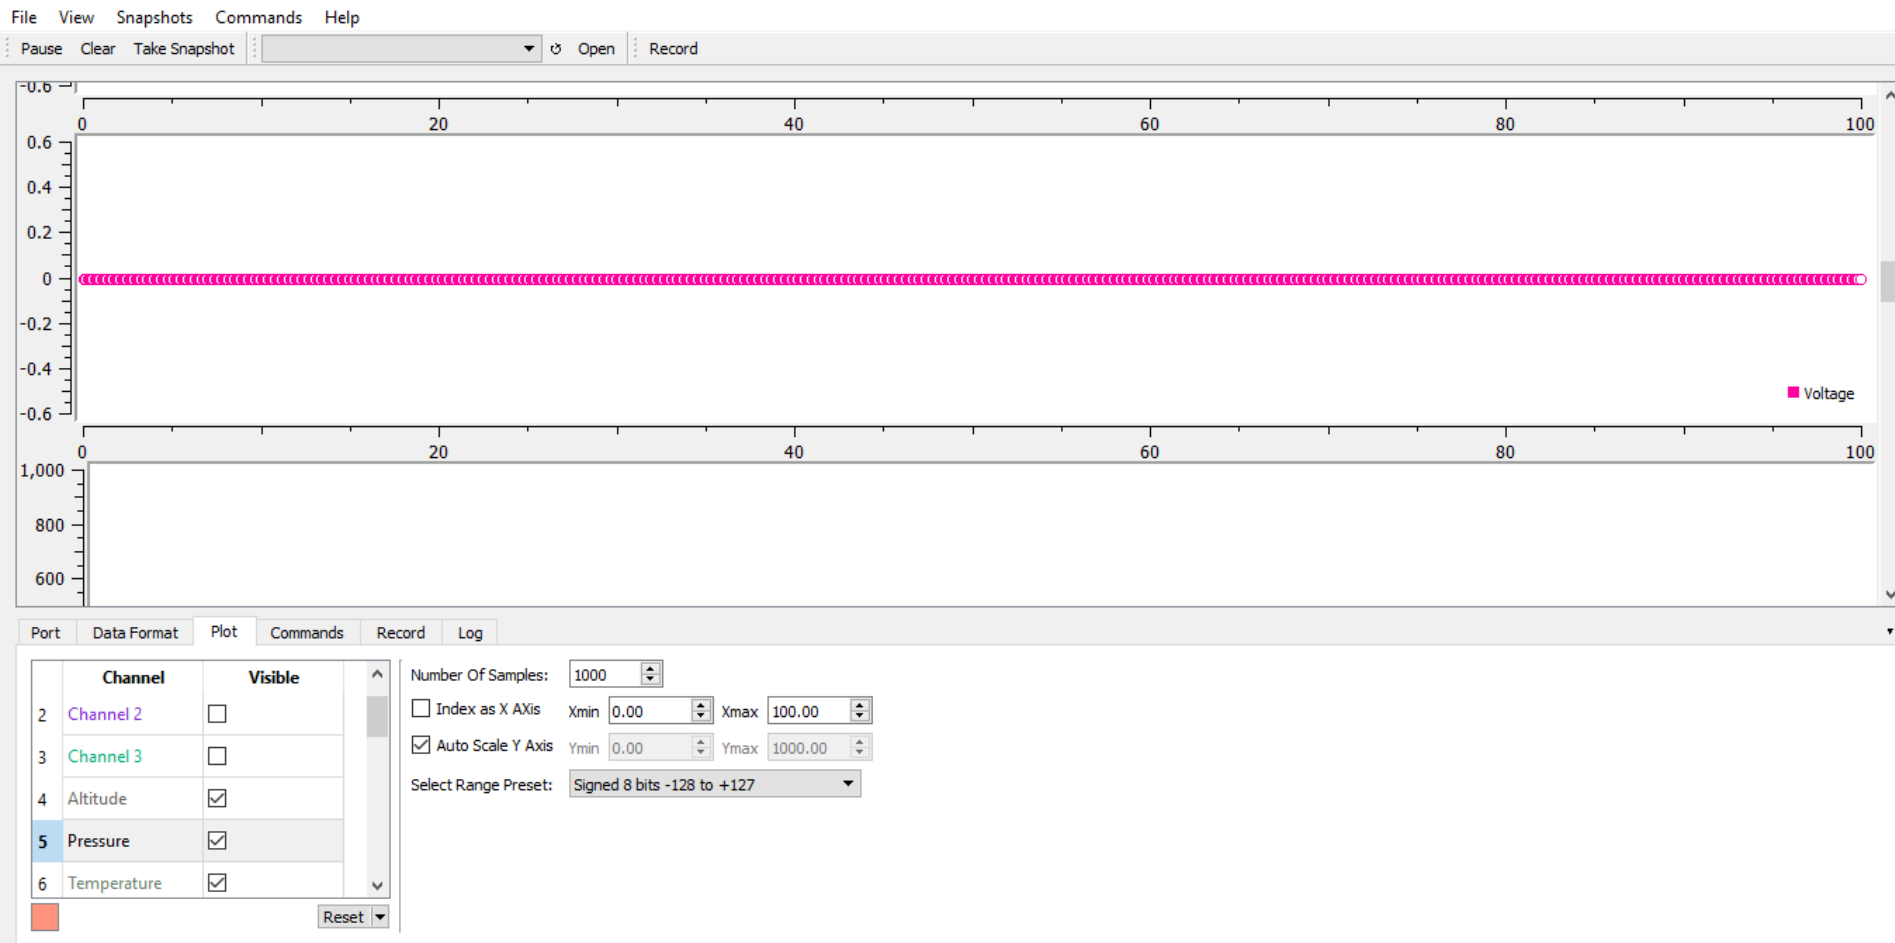 File View Snapshots Commands Help
Pause Clear Take Snapshot Open Record
-0.6
0 20 40 60 80 100
0.6
0.4
0.2
0
-0.2
-0.4
-0.6
Voltage
0 20 40 60 80 100
1,000
800
600
Port Data Format Plot Commands Record Log
Channel Visible
2 Channel 2
3 Channel 3
4 Altitude
5 Pressure
6 Temperature
Reset
Number Of Samples: 1000
Index as X AXis Xmin 0.00 Xmax 100.00
Auto Scale Y Axis Ymin 0.00 Ymax 1000.00
Select Range Preset: Signed 8 bits -128 to +127